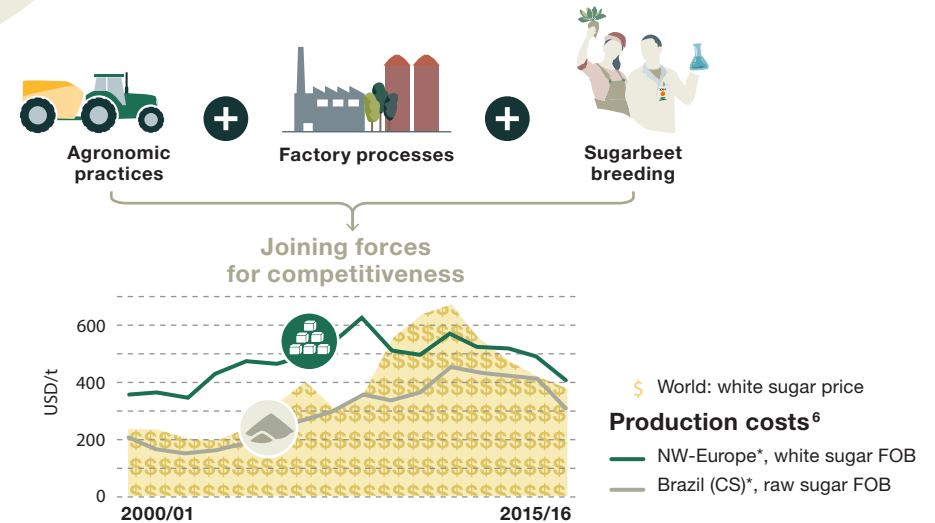 Agronomic
practices
Factory processes
Sugarbeet
breeding
Joining forces
for competitiveness
USD/t
600
400
200
0
2000/01
2015/16
$ World: white sugar price
Production costs⁶
NW-Europe*, white sugar FOB
Brazil (CS)*, raw sugar FOB